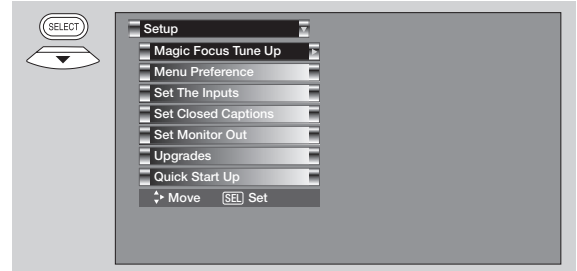 SELECT
Setup
Magic Focus Tune Up
Menu Preference
Set The Inputs
Set Closed Captions
Set Monitor Out
Upgrades
Quick Start Up
Move SEL Set